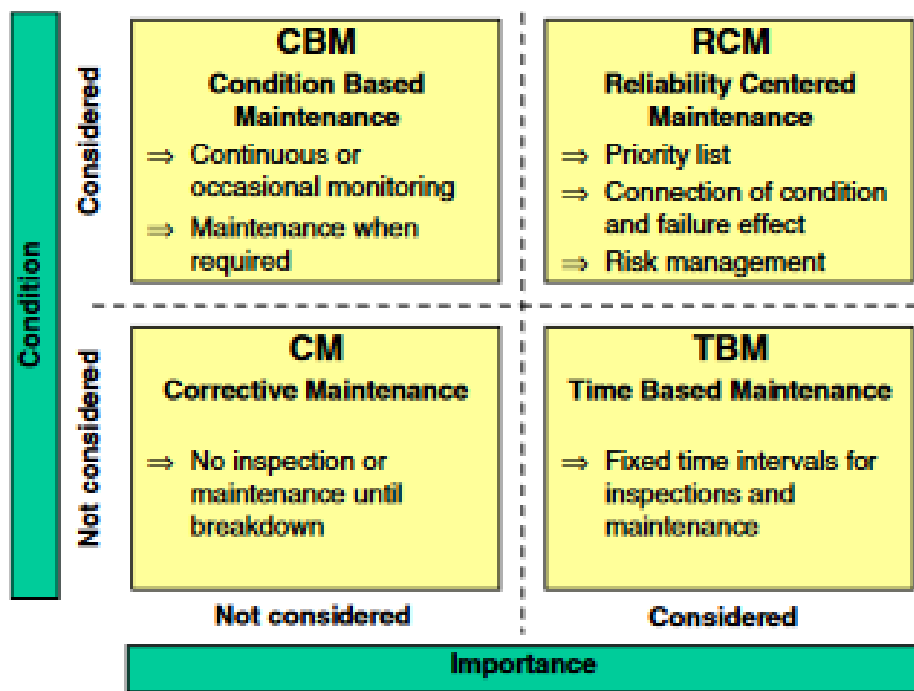 Condition
Considered
Not considered
CBM
Condition Based
Maintenance
⇒ Continuous or
occasional monitoring
⇒ Maintenance when
required
RCM
Reliability Centered
Maintenance
⇒ Priority list
⇒ Connection of condition
and failure effect
⇒ Risk management
CM
Corrective Maintenance
⇒ No inspection or
maintenance until
breakdown
TBM
Time Based Maintenance
⇒ Fixed time intervals for
inspections and
maintenance
Not considered
Considered
Importance